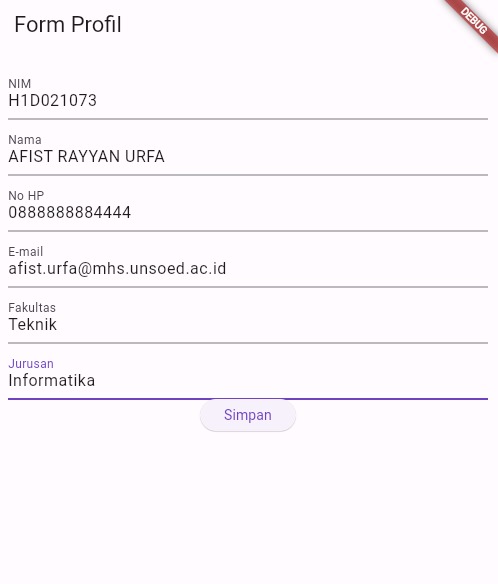 Form Profil
DEBUG
NIM
H1D021073
Nama
AFIST RAYYAN URFA
No HP
0888888884444
E-mail
afist.urfa@mhs.unsoed.ac.id
Fakultas
Teknik
Jurusan
Informatika
Simpan